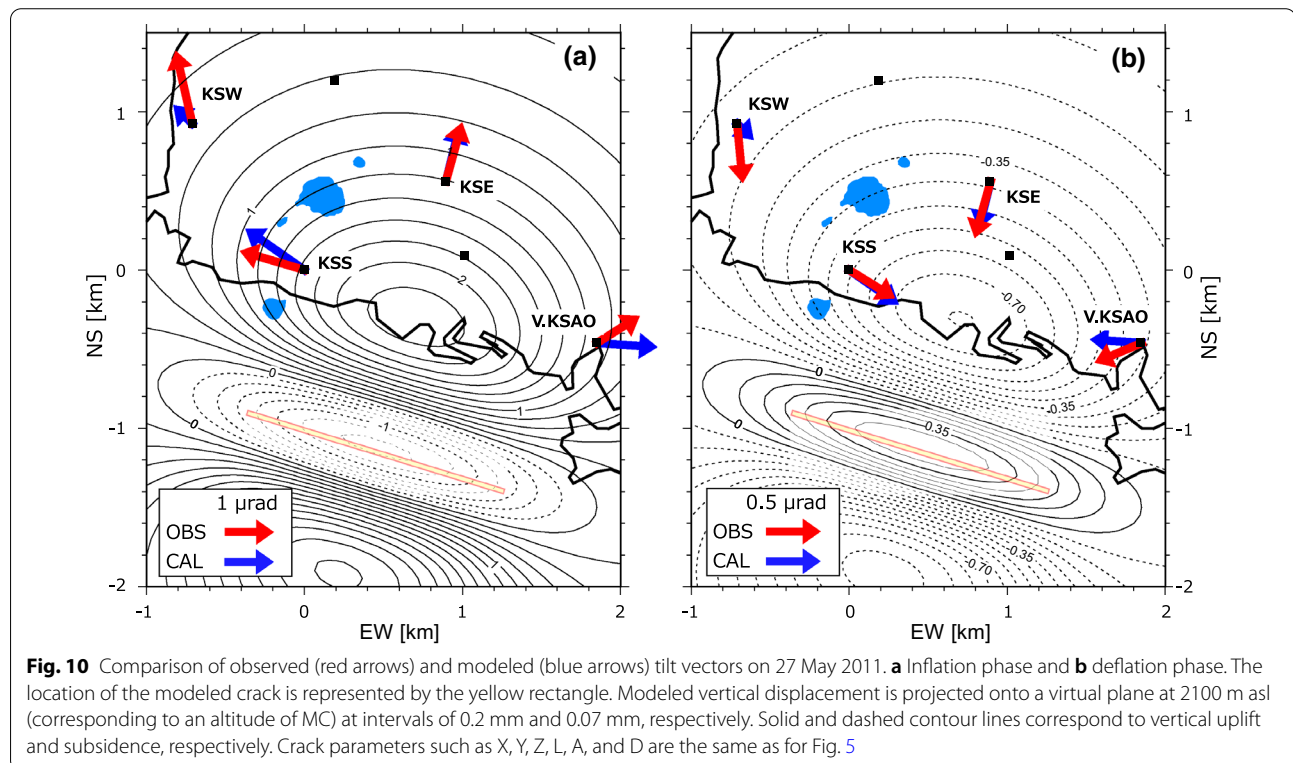 (a)
KSW
KSE
KSS
V.KSAO
1
1
2
0
0
-1
1
1
1 μrad
OBS
CAL
1
0
-1
-2
NS [km]
-1 0 1 2
EW [km]
(b)
KSW
-0.35
KSE
KSS
-0.70
V.KSAO
0
-0.35
0
0.35
0
-0.35
-0.70
0.5 μrad
OBS
CAL
1
0
-1
-2
NS [km]
-1 0 1 2
EW [km]
Fig. 10 Comparison of observed (red arrows) and modeled (blue arrows) tilt vectors on 27 May 2011. a Inflation phase and b deflation phase. The
location of the modeled crack is represented by the yellow rectangle. Modeled vertical displacement is projected onto a virtual plane at 2100 m asl
(corresponding to an altitude of MC) at intervals of 0.2 mm and 0.07 mm, respectively. Solid and dashed contour lines correspond to vertical uplift
and subsidence, respectively. Crack parameters such as X, Y, Z, L, A, and D are the same as for Fig. 5